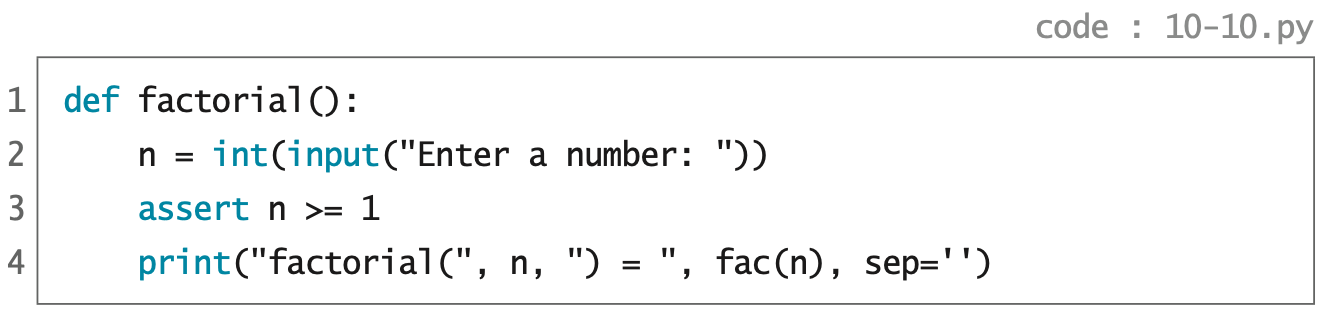 code : 10-10.py
1 def factorial():
2     n = int(input("Enter a number: "))
3     assert n >= 1
4     print("factorial(", n, ") = ", fac(n), sep='')